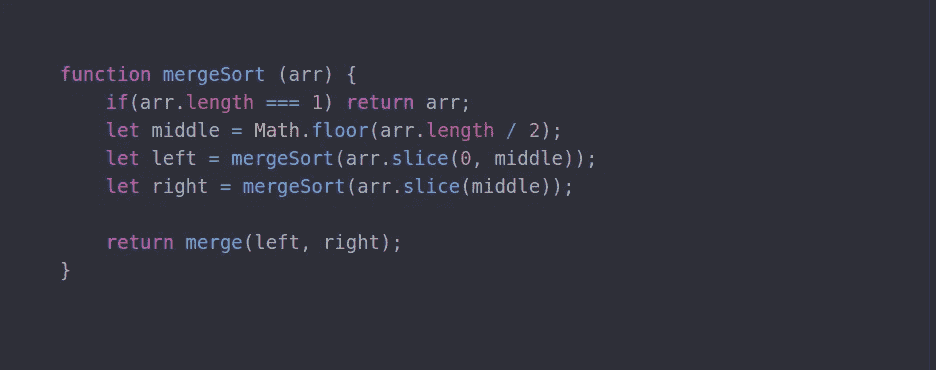 function mergeSort (arr) {
    if(arr.length === 1) return arr;
    let middle = Math.floor(arr.length / 2);
    let left = mergeSort(arr.slice(0, middle));
    let right = mergeSort(arr.slice(middle));

    return merge(left, right);
}